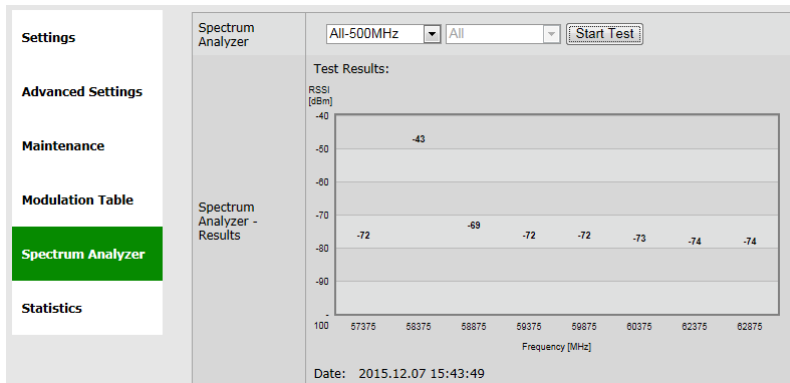 Settings
Advanced Settings
Maintenance
Modulation Table
Spectrum Analyzer
Statistics
Spectrum
Analyzer
All-500MHz
All
Start Test
Spectrum
Analyzer -
Results
Test Results:
RSSI
[dBm]
-40
-50
-60
-70
-80
-90
-
100
-72
-43
-69
-72
-72
-73
-74
-74
57375 58375 58875 59375 59875 60375 62375 62875
Frequency [MHz]
Date: 2015.12.07 15:43:49